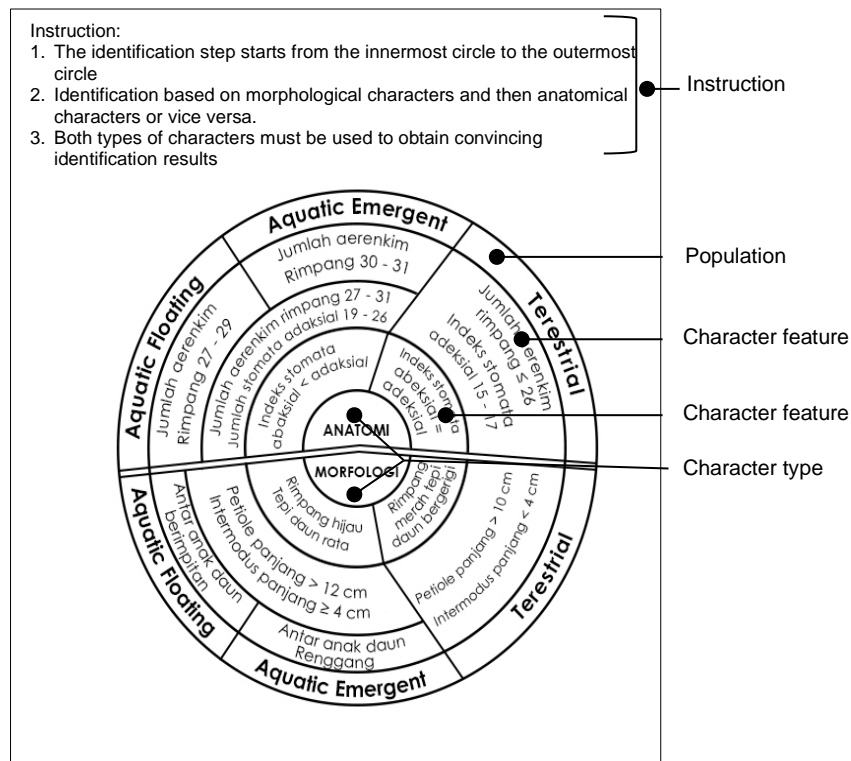 Instruction:
1. The identification step starts from the innermost circle to the outermost
circle
2. Identification based on morphological characters and then anatomical
characters or vice versa.
3. Both types of characters must be used to obtain convincing
identification results
Instruction
Population
Character feature
Character feature
Character type
Aquatic Floating
Aquatic Emergent
Terestrial
Jumlah aerenkim
Rimpang 27 - 29
Jumlah aerenkim
Rimpang 30 - 31
Jumlah aerenkim
rimpang ≤ 26
Indeks stomata
adeksial 15 - 17
Jumlah aerenkim rimpang 27 - 31
Jumlah stomata adaksial 19 - 26
Indeks stomata
abaksial < adaksial
Indeks stomata
aboeksial =
adeksial
ANATOMI
MORFOLOGI
Rimpang hijau
Tepi daun rata
Rimpang
merah tepi
daun bergerigi
Petiole panjang > 12 cm
Intermodus panjang ≥ 4 cm
Petiole panjang > 10 cm
Intermodus panjang < 4 cm
Antar anak daun
berimpitan
Antar anak daun
Renggang
Aquatic Floating
Aquatic Emergent
Terestrial